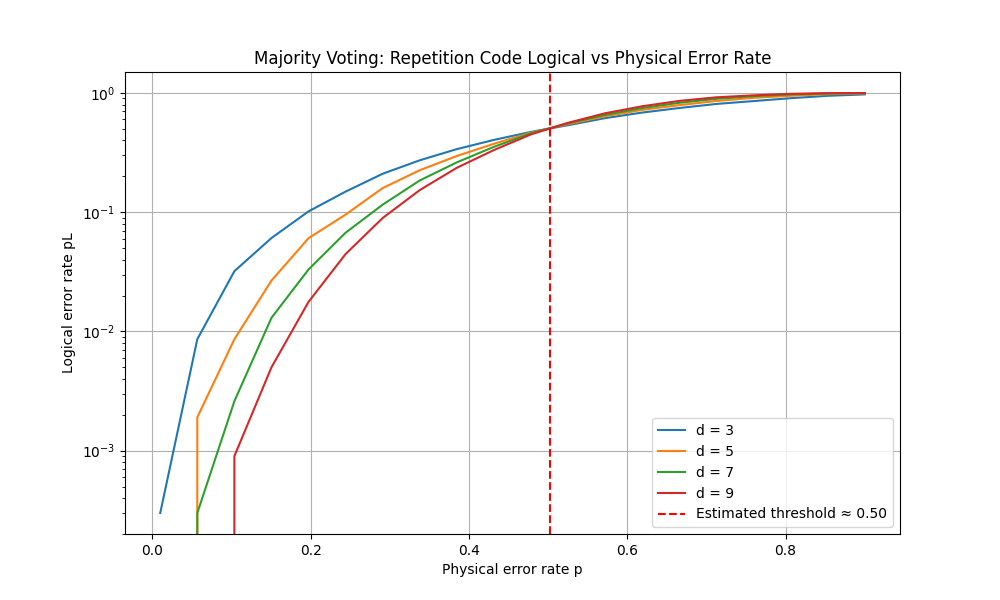 Majority Voting: Repetition Code Logical vs Physical Error Rate
Logical error rate pL
10⁰
10⁻¹
10⁻²
10⁻³
0.0 0.2 0.4 0.6 0.8
Physical error rate p
d = 3
d = 5
d = 7
d = 9
Estimated threshold ≈ 0.50